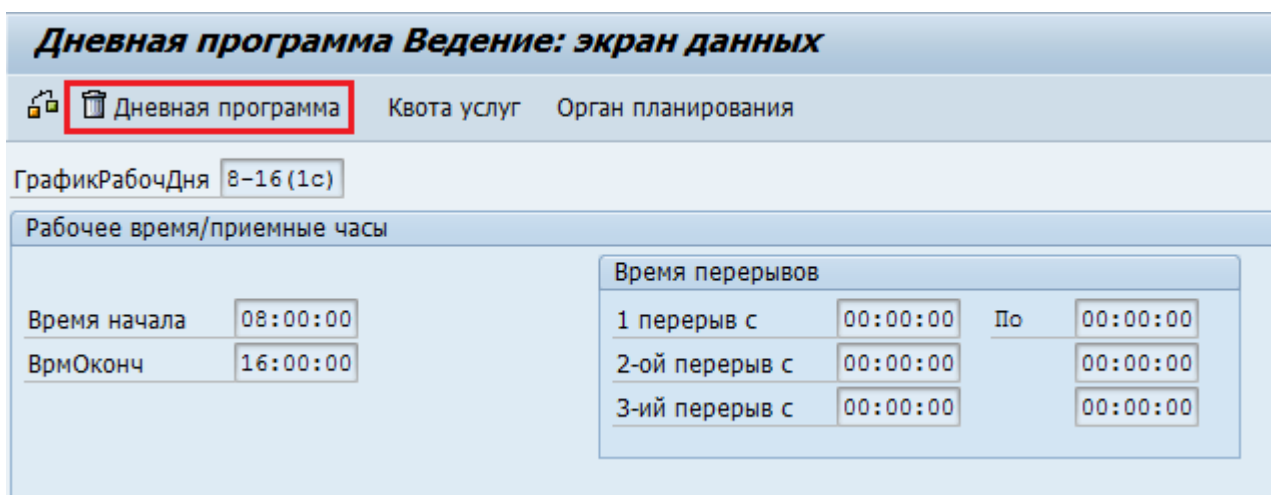 Дневная программа Ведение: экран данных
Дневная программа Квота услуг Орган планирования
ГрафикРабочДня 8-16(1с)
Рабочее время/приемные часы
Время перерывов
Время начала 08:00:00 1 перерыв с 00:00:00 По 00:00:00
ВрмОконч 16:00:00 2-ой перерыв с 00:00:00 00:00:00
3-ий перерыв с 00:00:00 00:00:00